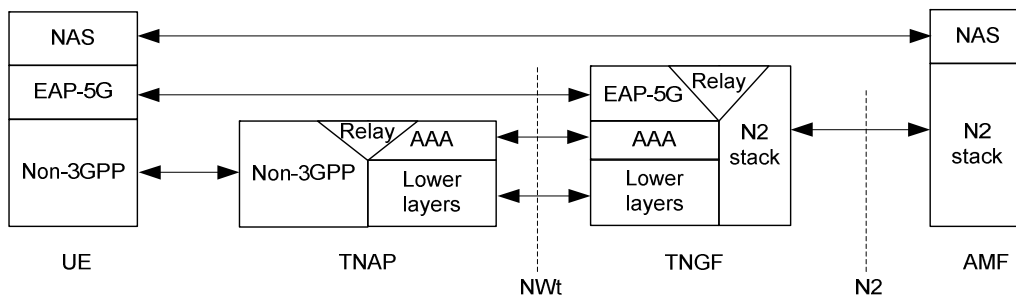 NAS
NAS
EAP-5G
EAP-5G
Relay
Relay
AAA
AAA
N2
stack
N2
stack
Non-3GPP
Non-3GPP
Lower
layers
Lower
layers
UE
TNAP
TNGF
AMF
NWt
N2